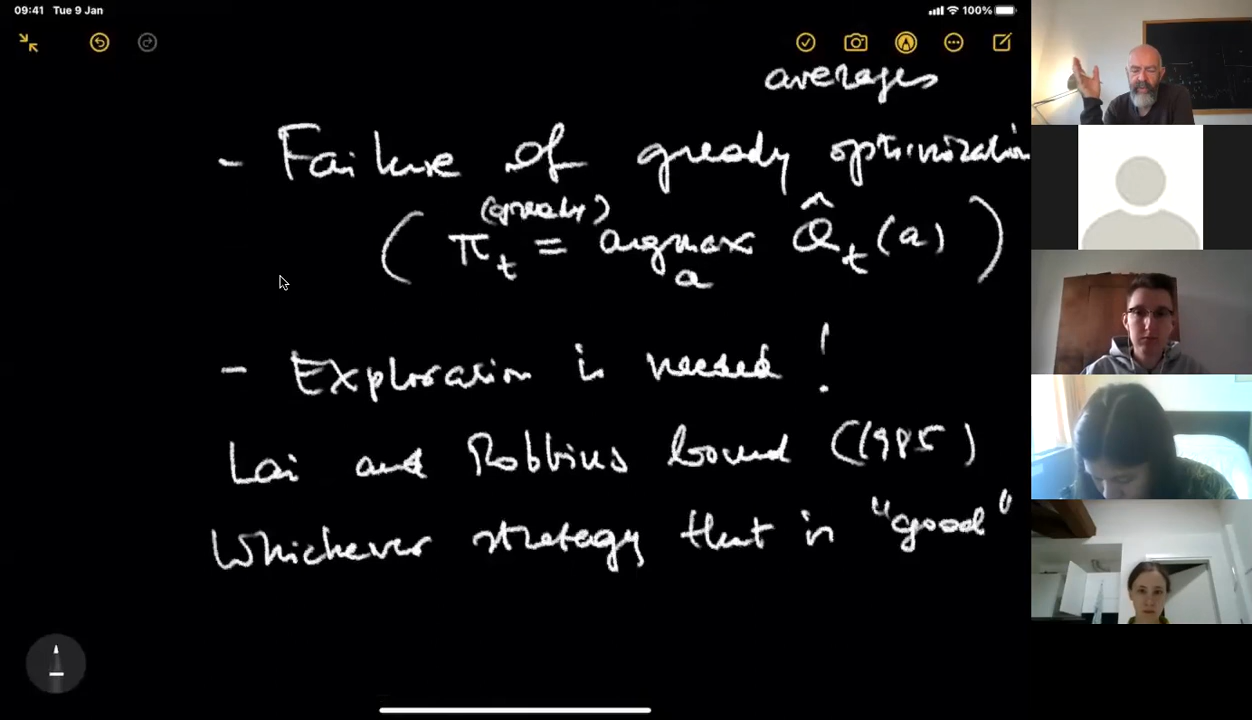 09:41 Tue 9 Jan
100%
averages
- Failure of greedy optimization
(greedy)
( π_t = argmax_a Q̂_t(a) )
- Exploration is needed !
Lai and Robbins bound (1985)
Whichever strategy that is "good"